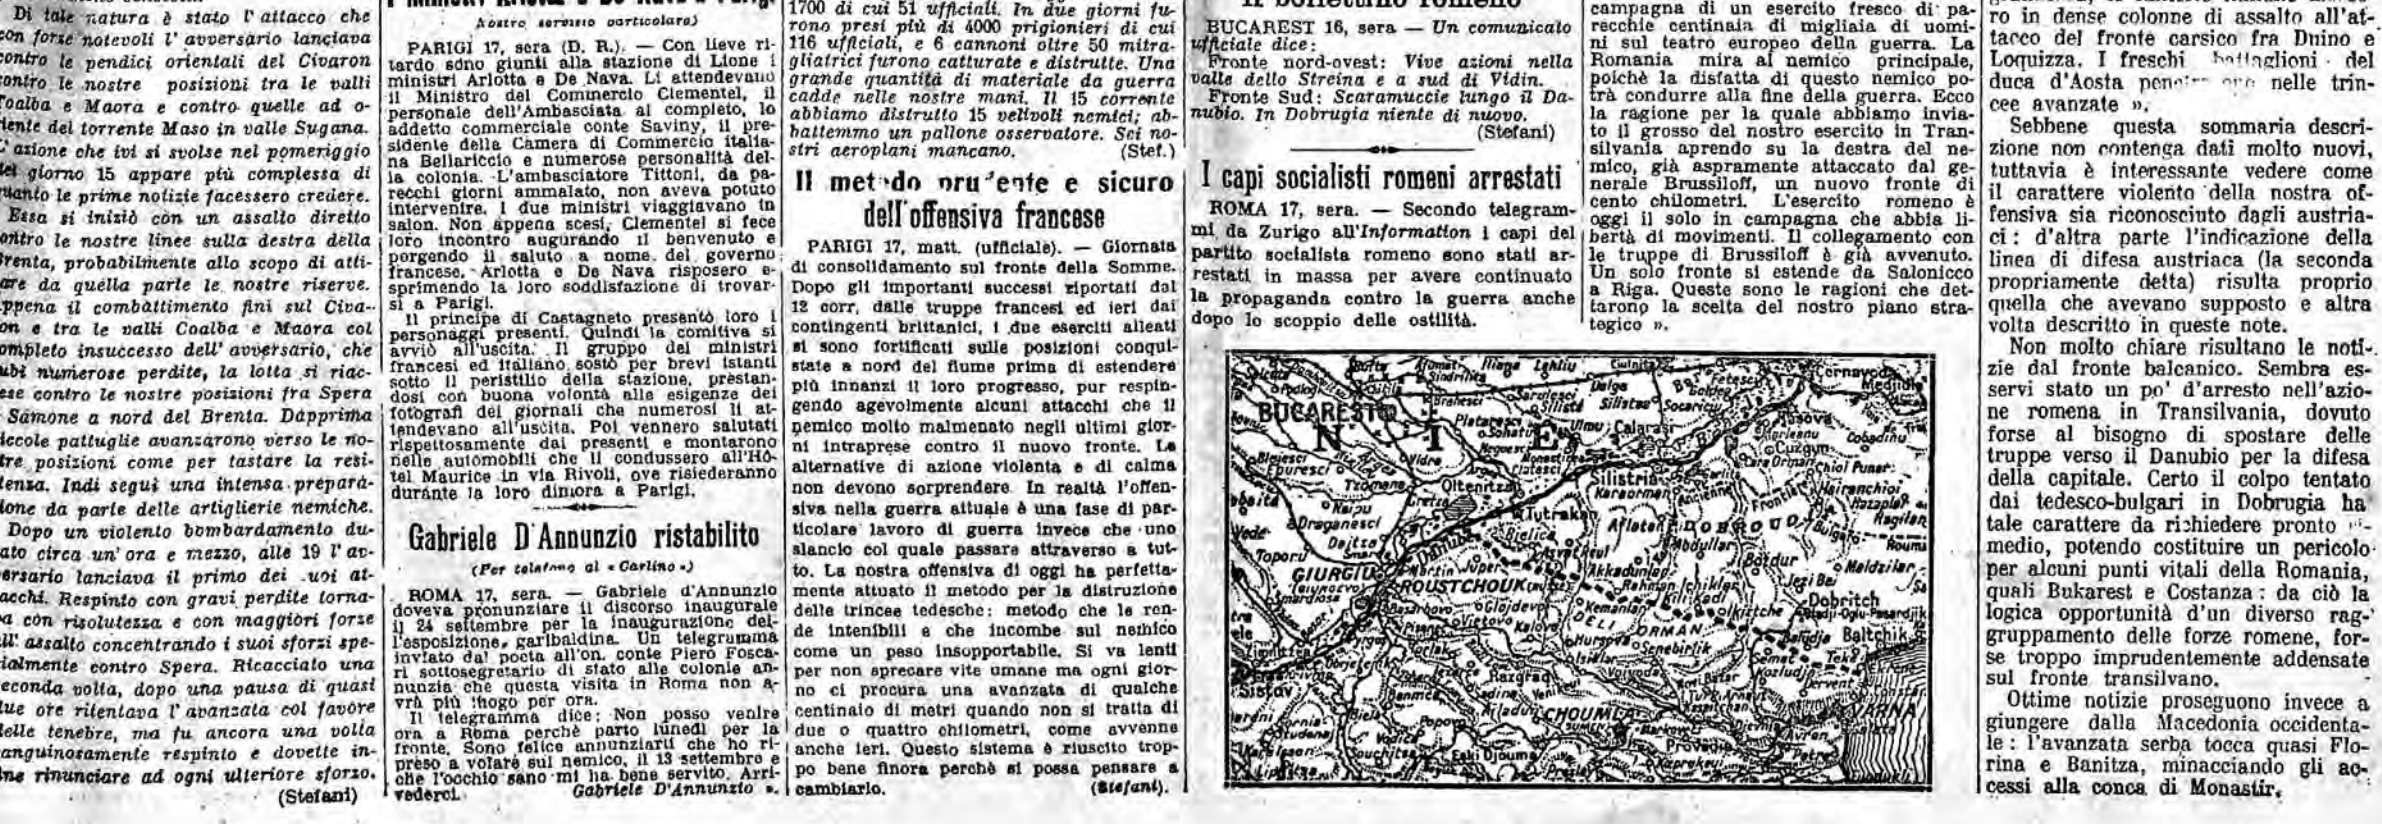 Di tale natura è stato l'attacco che
con forze notevoli l'avversario lanciava
contro le pendici orientali del Civaron
contro le nostre posizioni tra le valli
Coalba e Maora e contro quelle ad o-
riente del torrente Maso in valle Sugana.
L'azione che ivi si svolse nel pomeriggio
del giorno 15 appare più complessa di
quanto le prime notizie facessero credere.
Essa si iniziò con un assalto diretto
contro le nostre linee sulla destra della
Brenta, probabilmente allo scopo di atti-
rare da quella parte le nostre riserve.
Appena il combattimento finì sul Civa-
ron e tra le valli Coalba e Maora col
completo insuccesso dell'avversario, che
subì numerose perdite, la lotta si riac-
cese contro le nostre posizioni fra Spera
e Samone a nord del Brenta. Dapprima
piccole pattuglie avanzarono verso le no-
stre posizioni come per tastare la resi-
stenza. Indi seguì una intensa prepara-
zione da parte delle artiglierie nemiche.
Dopo un violento bombardamento du-
rato circa un'ora e mezzo, alle 19 l'av-
versario lanciava il primo dei suoi at-
tacchi. Respinto con gravi perdite torna-
va con risolutezza e con maggiori forze
all'assalto concentrando i suoi sforzi spe-
cialmente contro Spera. Ricacciato una
seconda volta, dopo una pausa di quasi
due ore ritentava l'avanzata col favore
delle tenebre, ma fu ancora una volta
sanguinosamente respinto e dovette in-
fine rinunciare ad ogni ulteriore sforzo.
(Stefani)
(Nostro servizio particolare)
PARIGI 17, sera (D. R.). — Con lieve ri-
tardo sono giunti alla stazione di Lione i
ministri Arlotta e De Nava. Li attendevano
il Ministro del Commercio Clementel, il
personale dell'Ambasciata al completo, lo
addetto commerciale conte Saviny, il pre-
sidente della Camera di Commercio italia-
na Bellariccio e numerose personalità del-
la colonia. L'ambasciatore Tittoni, da pa-
recchi giorni ammalato, non aveva potuto
intervenire. I due ministri viaggiavano in
salon. Non appena scesi, Clementel si fece
loro incontro augurando il benvenuto e
porgendo il saluto a nome del governo
francese. Arlotta e De Nava risposero e-
sprimendo la loro soddisfazione di trovar-
si a Parigi.
Il principe di Castagneto presentò loro i
personaggi presenti. Quindi la comitiva si
avviò all'uscita. Il gruppo dei ministri
francesi ed italiano sostò per brevi istanti
sotto il peristilio della stazione, prestan-
dosi con buona volontà alle esigenze dei
fotografi dei giornali che numerosi li at-
tendevano all'uscita. Poi vennero salutati
rispettosamente dai presenti e montarono
nelle automobili che li condussero all'Hô-
tel Maurice in via Rivoli, ove risiederanno
durante la loro dimora a Parigi.
Gabriele D'Annunzio ristabilito
(Per telefono al « Carlino »)
ROMA 17, sera. — Gabriele d'Annunzio
doveva pronunziare il discorso inaugurale
il 24 settembre per la inaugurazione del-
l'esposizione garibaldina. Un telegramma
inviato dal poeta all'on. conte Piero Fosca-
ri sottosegretario di stato alle colonie an-
nunzia che questa visita in Roma non a-
vrà più luogo per ora.
Il telegramma dice: Non posso venire
ora a Roma perchè parto lunedì per la
fronte. Sono felice annunziarti che ho ri-
preso a volare sul nemico, il 13 settembre e
che l'occhio sano mi ha bene servito. Arri-
vederci. Gabriele D'Annunzio ».
1700 di cui 51 ufficiali. In due giorni fu-
rono presi più di 4000 prigionieri di cui
116 ufficiali, e 6 cannoni oltre 50 mitra-
gliatrici furono catturate e distrutte. Una
grande quantità di materiale da guerra
cadde nelle nostre mani. Il 15 corrente
abbiamo distrutto 15 velivoli nemici; ab-
battemmo un pallone osservatore. Sei no-
stri aeroplani mancano. (Stef.)
Il metodo prudente e sicuro
dell'offensiva francese
PARIGI 17, matt. (ufficiale). — Giornata
di consolidamento sul fronte della Somme.
Dopo gli importanti successi riportati dal
12 corr. dalle truppe francesi ed ieri dai
contingenti brittanici, i due eserciti alleati
si sono fortificati sulle posizioni conqui-
state a nord del fiume prima di estendere
più innanzi il loro progresso, pur respin-
gendo agevolmente alcuni attacchi che il
nemico molto malmenato negli ultimi gior-
ni intraprese contro il nuovo fronte. Le
alternative di azione violenta e di calma
non devono sorprendere. In realtà l'offen-
siva nella guerra attuale è una fase di par-
ticolare lavoro di guerra invece che uno
slancio col quale passare attraverso a tut-
to. La nostra offensiva di oggi ha perfetta-
mente attuato il metodo per la distruzione
delle trincee tedesche: metodo che le ren-
de intenibili e che incombe sul nemico
come un peso insopportabile. Si va lenti
per non sprecare vite umane ma ogni gior-
no ci procura una avanzata di qualche
centinaio di metri quando non si tratta di
due o quattro chilometri, come avvenne
anche ieri. Questo sistema è riuscito trop-
po bene finora perchè si possa pensare a
cambiarlo. (Stefani).
Il bollettino romeno
BUCAREST 16, sera — Un comunicato
ufficiale dice:
Fronte nord-ovest: Vive azioni nella
valle dello Streina e a sud di Vidin.
Fronte Sud: Scaramuccie lungo il Da-
nubio. In Dobrugia niente di nuovo.
(Stefani)
I capi socialisti romeni arrestati
ROMA 17, sera. — Secondo telegram-
mi da Zurigo all'Information i capi del
partito socialista romeno sono stati ar-
restati in massa per avere continuato
la propaganda contro la guerra anche
dopo lo scoppio delle ostilità.
campagna di un esercito fresco di pa-
recchie centinaia di migliaia di uomi-
ni sul teatro europeo della guerra. La
Romania mira al nemico principale,
poichè la disfatta di questo nemico po-
trà condurre alla fine della guerra. Ecco
la ragione per la quale abbiamo invia-
to il grosso del nostro esercito in Tran-
silvania aprendo su la destra del ne-
mico, già aspramente attaccato dal ge-
nerale Brussiloff, un nuovo fronte di
cento chilometri. L'esercito romeno è
oggi il solo in campagna che abbia li-
bertà di movimenti. Il collegamento con
le truppe di Brussiloff è già avvenuto.
Un solo fronte si estende da Salonicco
a Riga. Queste sono le ragioni che det-
tarono la scelta del nostro piano stra-
tegico ».
BUCAREST
N I E
Calarasi
Silistria
Oltenitza
Tutrakan
Draganesci
Toporu
GIURGIU
ROUSTCHOUK
Danube
DOBROUD
Dobritch
Baltchik
DELI ORMAN
Razgrad
Sistov
CHOUMLA
VARNA
Eski Djouma
ro in dense colonne di assalto all'at-
tacco del fronte carsico fra Duino e
Loquizza. I freschi battaglioni del
duca d'Aosta nelle trin-
cee avanzate ».
Sebbene questa sommaria descri-
zione non contenga dati molto nuovi,
tuttavia è interessante vedere come
il carattere violento della nostra of-
fensiva sia riconosciuto dagli austria-
ci: d'altra parte l'indicazione della
linea di difesa austriaca (la seconda
propriamente detta) risulta proprio
quella che avevano supposto e altra
volta descritto in queste note.
Non molto chiare risultano le noti-
zie dal fronte balcanico. Sembra es-
servi stato un po' d'arresto nell'azio-
ne romena in Transilvania, dovuto
forse al bisogno di spostare delle
truppe verso il Danubio per la difesa
della capitale. Certo il colpo tentato
dai tedesco-bulgari in Dobrugia ha
tale carattere da richiedere pronto ri-
medio, potendo costituire un pericolo
per alcuni punti vitali della Romania,
quali Bukarest e Costanza: da ciò la
logica opportunità d'un diverso rag-
gruppamento delle forze romene, for-
se troppo imprudentemente addensate
sul fronte transilvano.
Ottime notizie proseguono invece a
giungere dalla Macedonia occidenta-
le: l'avanzata serba tocca quasi Flo-
rina e Banitza, minacciando gli ac-
cessi alla conca di Monastir.